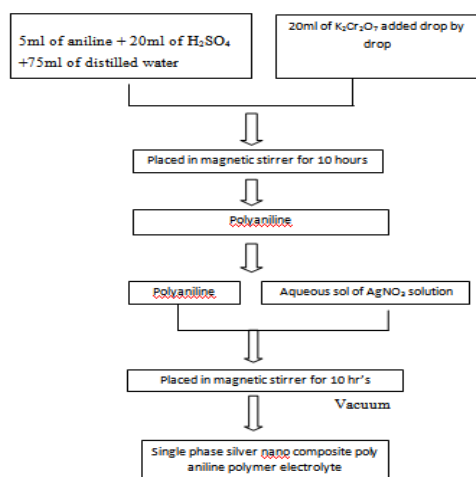 5ml of aniline + 20ml of H₂SO₄
+75ml of distilled water
20ml of K₂Cr₂O₇ added drop by
drop
Placed in magnetic stirrer for 10 hours
Polyaniline
Polyaniline
Aqueous sol of AgNO₃ solution
Placed in magnetic stirrer for 10 hr's
Vacuum
Single phase silver nano composite poly
aniline polymer electrolyte